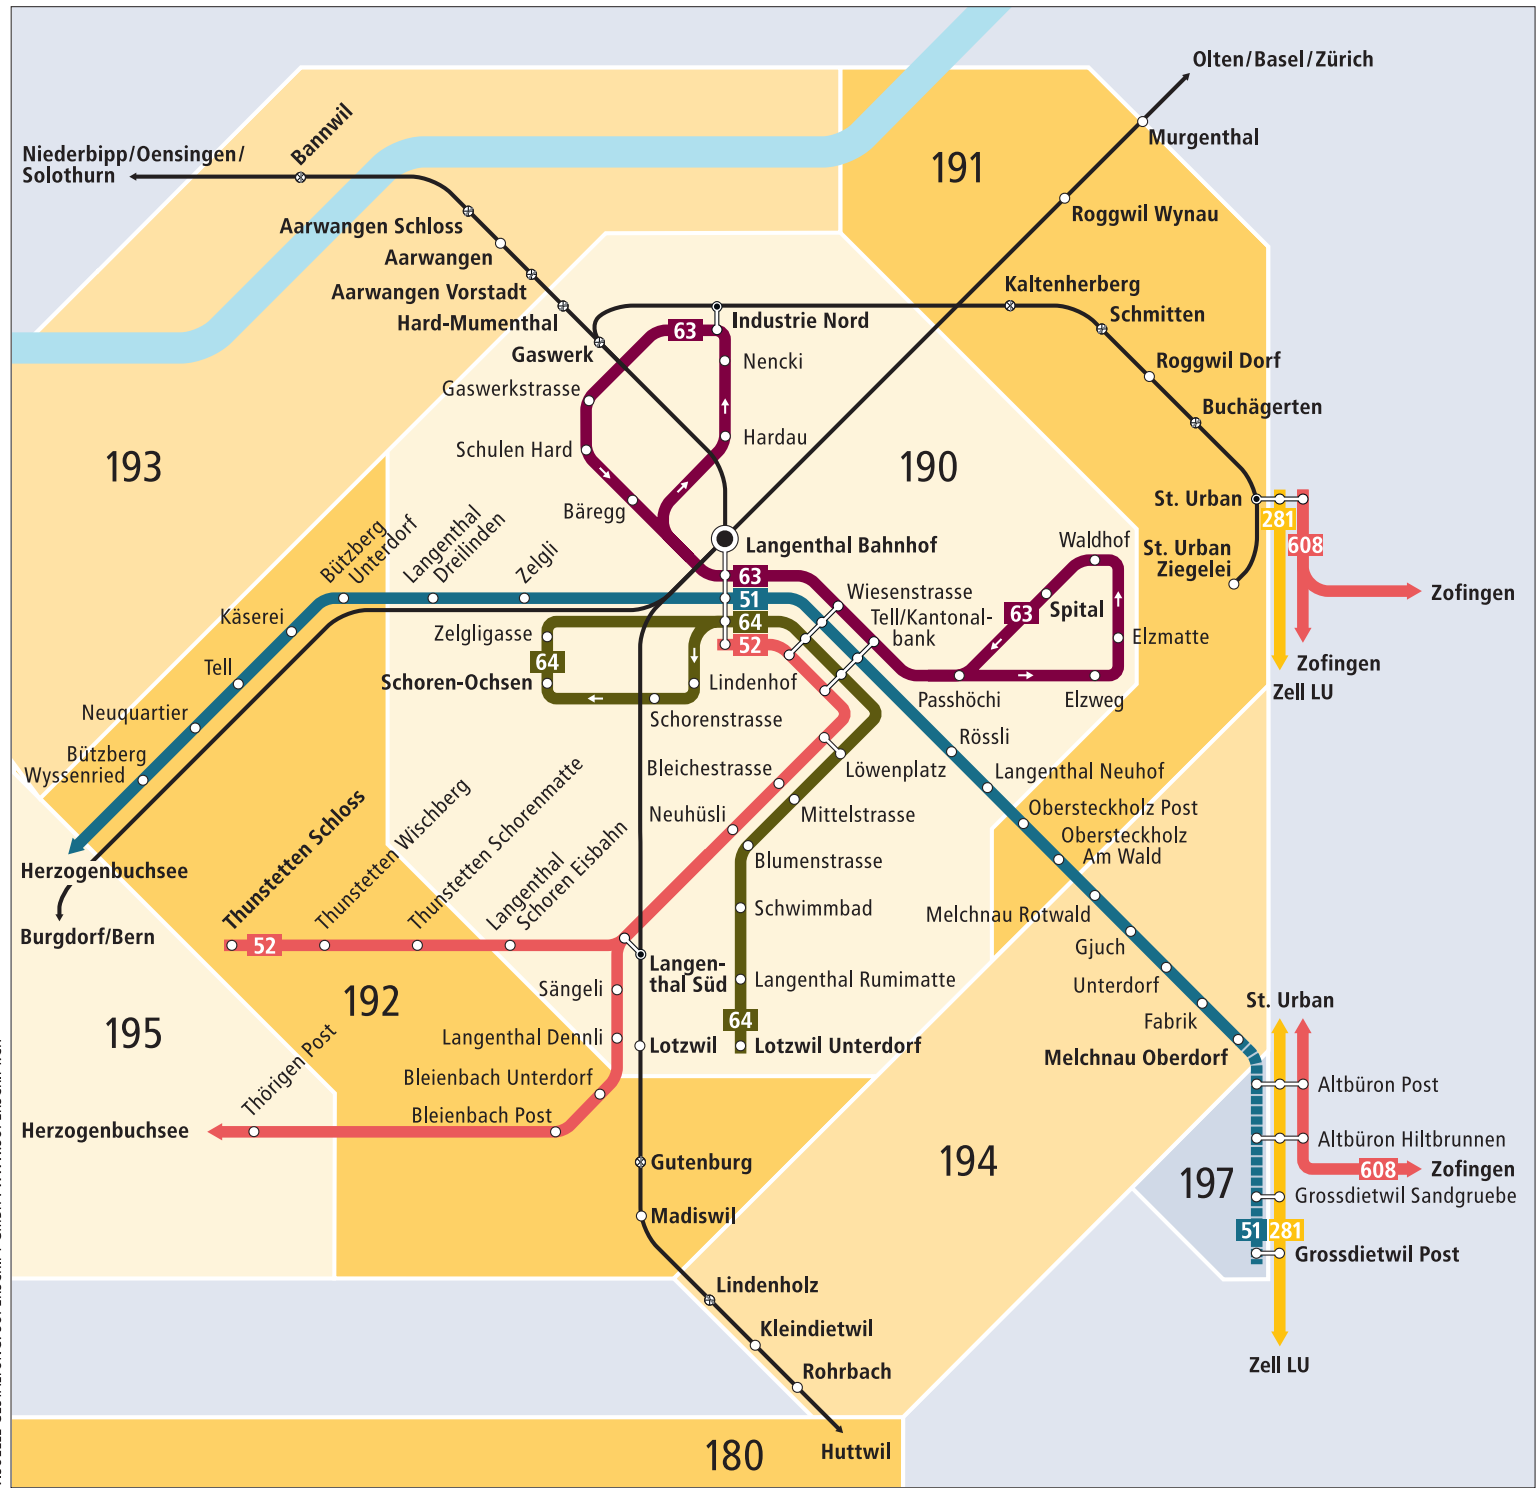 Olten/Basel/Zürich
Murgenthal
Niederbipp/Oensingen/
Solothurn
Bannwil
191
Roggwil Wynau
Aarwangen Schloss
Aarwangen
Aarwangen Vorstadt
Hard-Mumenthal
Gaswerk
Kaltenherberg
Schmitten
Roggwil Dorf
Buchägerten
63
Industrie Nord
Nencki
Gaswerkstrasse
Hardau
Schulen Hard
Bäregg
193
190
St. Urban
281
608
St. Urban
Ziegelei
Zofingen
Zofingen
Zell LU
Bützberg
Unterdorf
Langenthal
Dreilinden
Zelgli
Langenthal Bahnhof
63
51
64
52
Wiesenstrasse
Tell/Kantonal-
bank
Waldhof
63
Spital
Elzmatte
Passhöchi
Elzweg
Käserei
Tell
Neuquartier
Bützberg
Wyssenried
Herzogenbuchsee
Burgdorf/Bern
Zelgligasse
64
Schoren-Ochsen
Lindenhof
Schorenstrasse
Rössli
Langenthal Neuhof
Obersteckholz Post
Obersteckholz
Am Wald
Melchnau Rotwald
Gjuch
Unterdorf
Fabrik
Melchnau Oberdorf
Bleichestrasse
Löwenplatz
Neuhüsli
Mittelstrasse
Blumenstrasse
Schwimmbad
Langenthal Rumimatte
64
Lotzwil Unterdorf
Thunstetten Schloss
Thunstetten Wischberg
Thunstetten Schorenmatte
Langenthal
Schoren Eisbahn
52
Langen-
thal Süd
Sängeli
Langenthal Dennli
Lotzwil
Bleienbach Unterdorf
Bleienbach Post
Thörigen Post
Herzogenbuchsee
192
195
Gutenburg
Madiswil
Lindenholz
Kleindietwil
Rohrbach
Huttwil
194
197
180
St. Urban
Altbüron Post
Altbüron Hiltbrunnen
608
Zofingen
Grossdietwil Sandgruebe
51
281
Grossdietwil Post
Zell LU